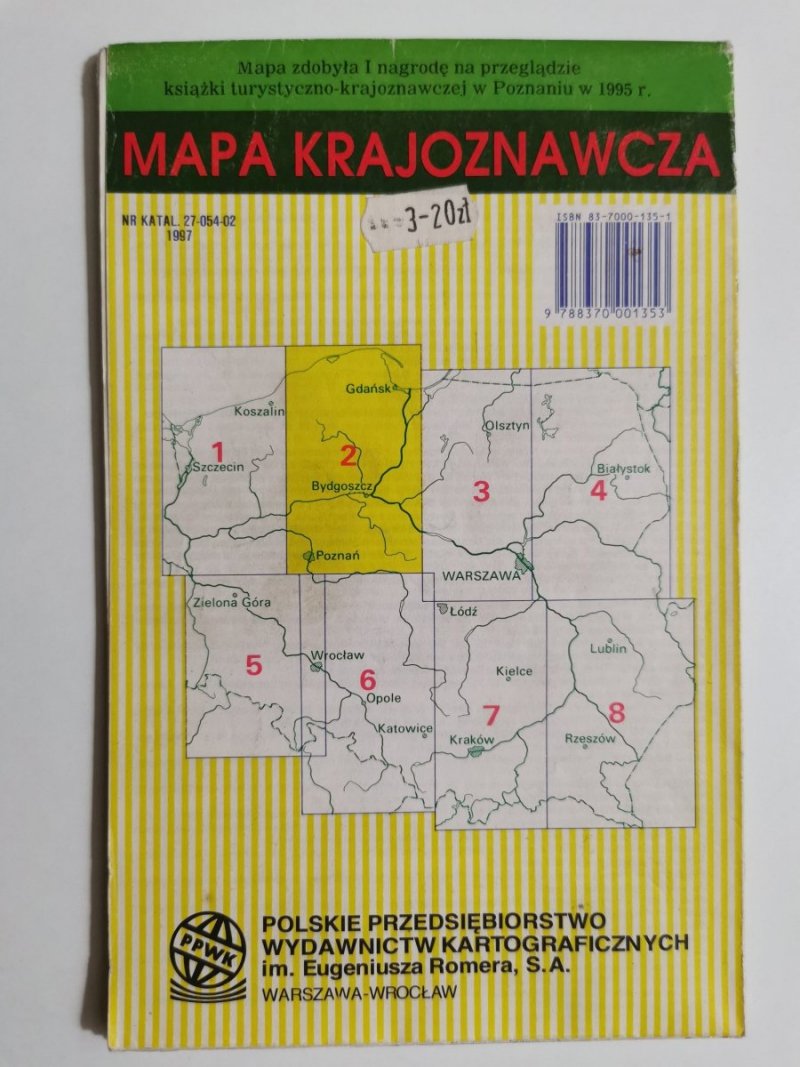 Mapa zdobyła I nagrodę na przeglądzie
książki turystyczno-krajoznawczej w Poznaniu w 1995 r.
MAPA KRAJOZNAWCZA
NR KATAL. 27-054-02
1997
3-20zł
ISBN 83-7000-135-1
9 788370 001353
Gdańsk
Koszalin
Olsztyn
1
2
Szczecin
Białystok
Bydgoszcz
3
4
Poznań
WARSZAWA
Zielona Góra
Łódź
Wrocław
Lublin
5
6
Kielce
Opole
7
8
Katowice
Kraków
Rzeszów
PPWK
POLSKIE PRZEDSIĘBIORSTWO
WYDAWNICTW KARTOGRAFICZNYCH
im. Eugeniusza Romera, S.A.
WARSZAWA-WROCŁAW